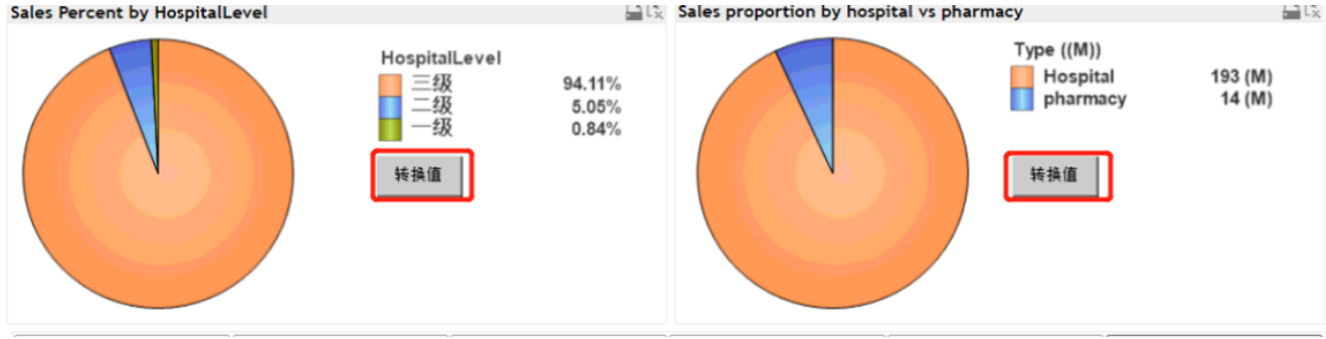 Sales Percent by HospitalLevel
HospitalLevel
三级 94.11%
二级 5.05%
一级 0.84%
转换值
Sales proportion by hospital vs pharmacy
Type ((M))
Hospital 193 (M)
pharmacy 14 (M)
转换值